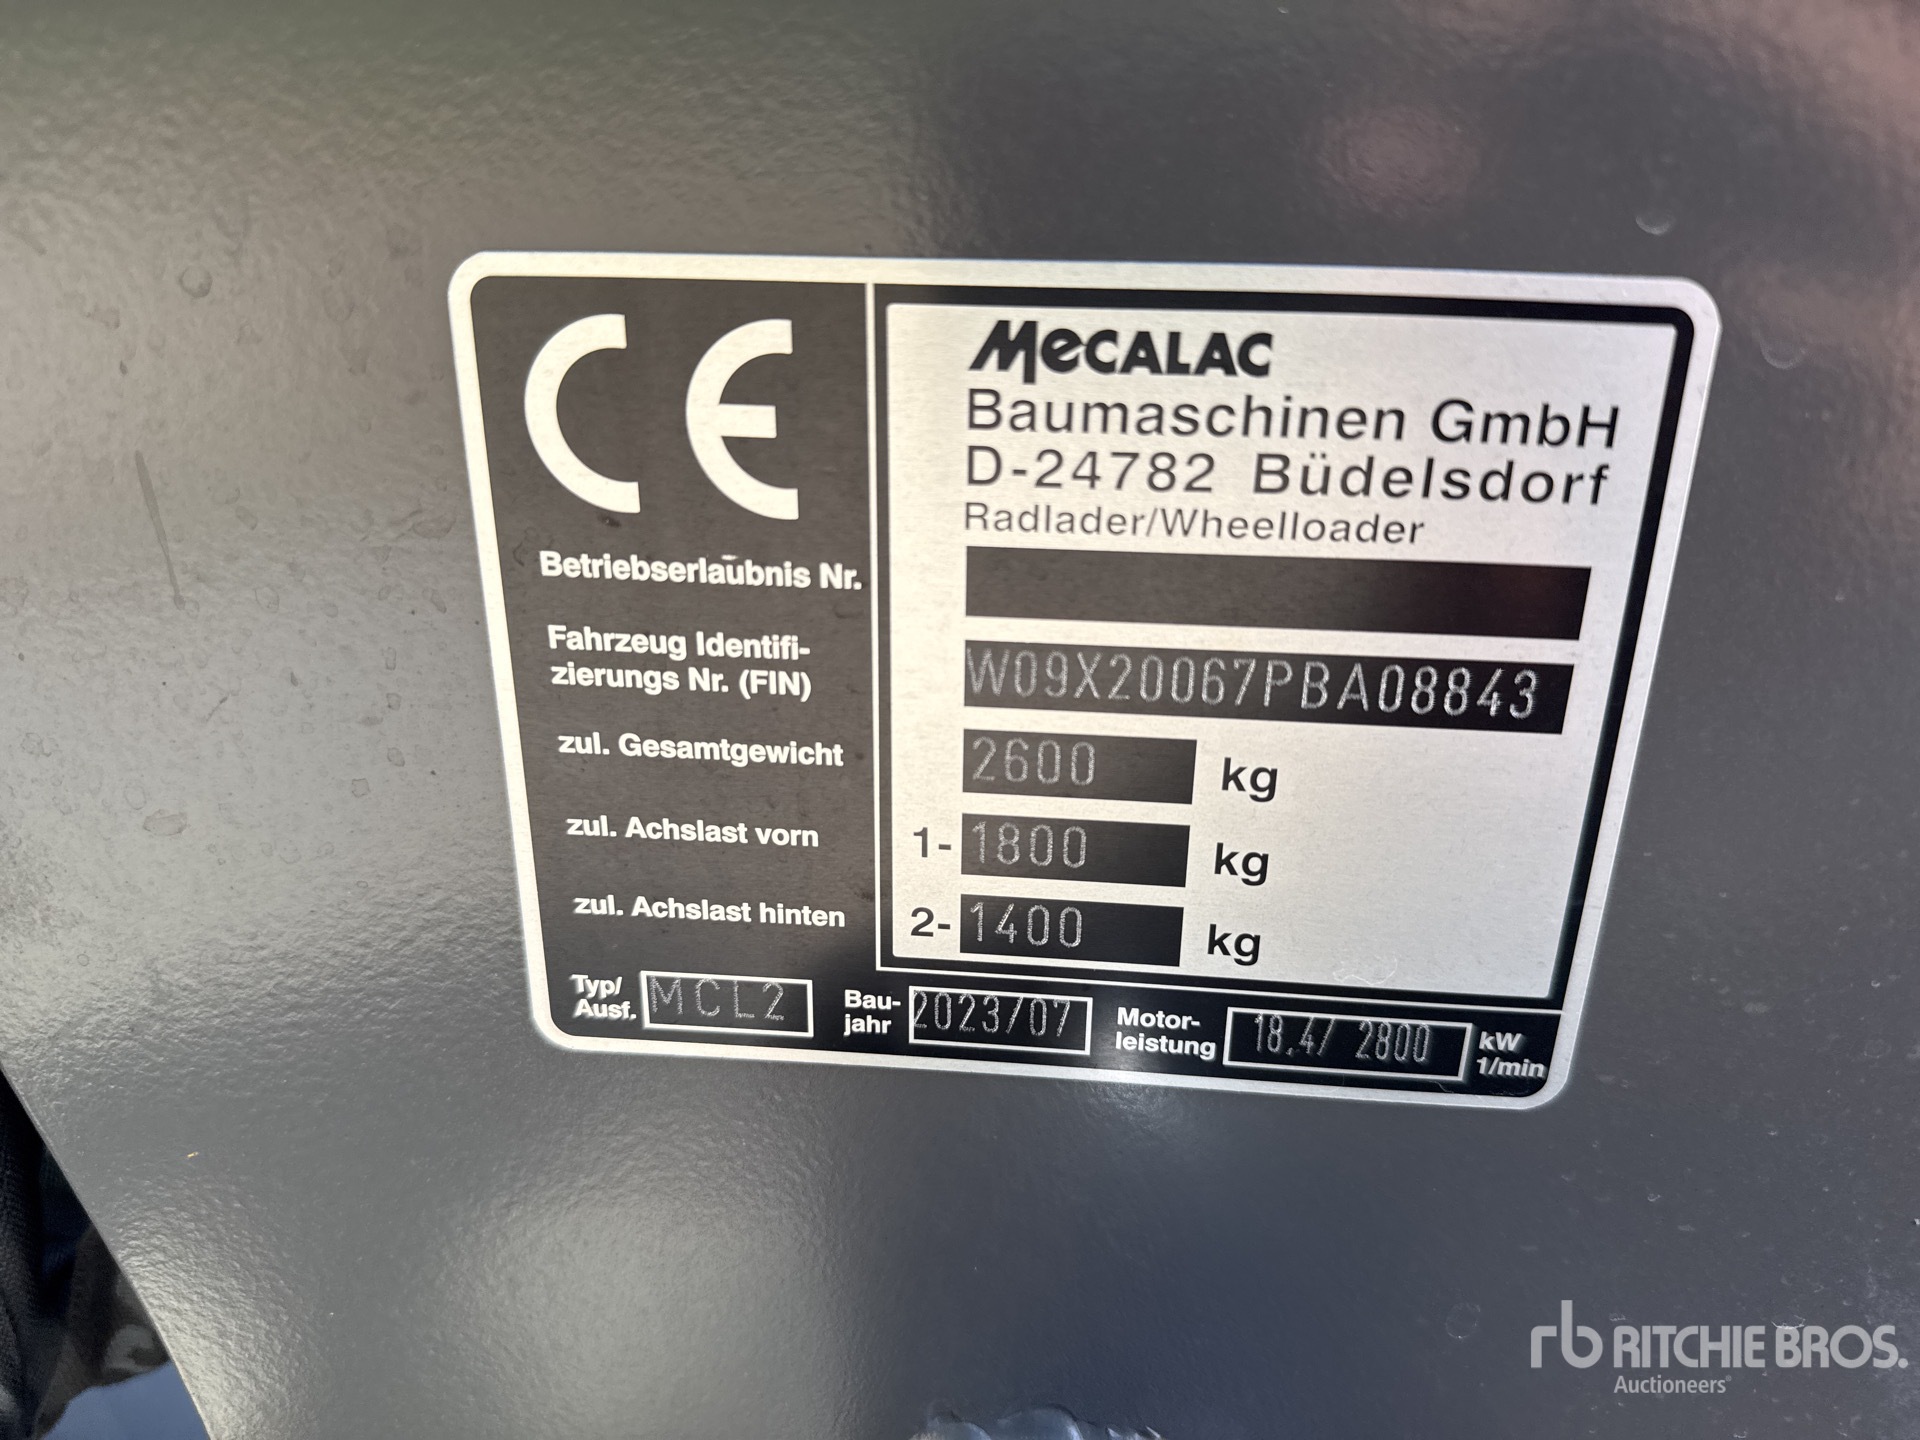 CE
MECALAC
Baumaschinen GmbH
D-24782 Büdelsdorf
Radlader/Wheelloader
Betriebserlaubnis Nr.
Fahrzeug Identifi-
zierungs Nr. (FIN)
W09X20067PBA08843
zul. Gesamtgewicht 2600 kg
zul. Achslast vorn 1- 1800 kg
zul. Achslast hinten 2- 1400 kg
Typ/
Ausf. MCL2
Bau-
jahr 2023/07
Motor-
leistung 18.4/ 2800 kW
1/min
rb RITCHIE BROS.
Auctioneers